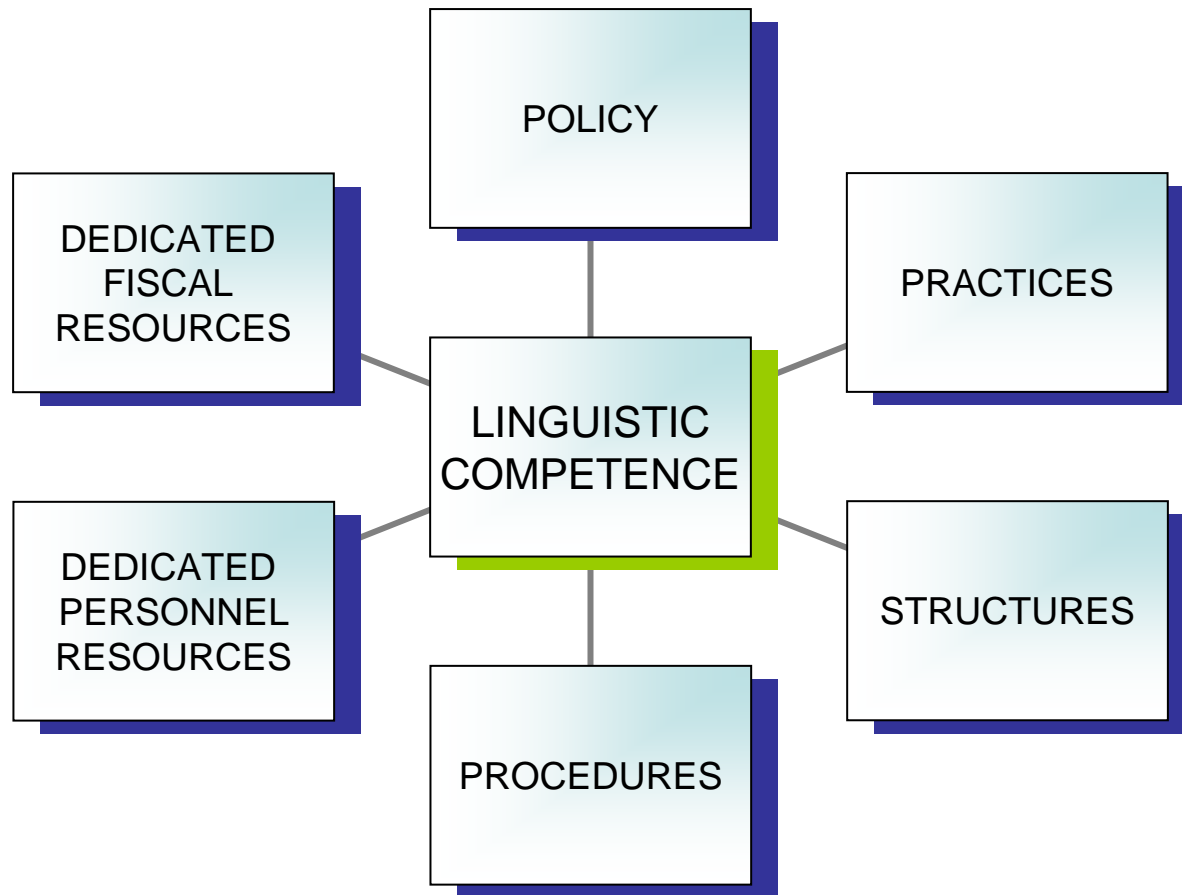 POLICY
DEDICATED
FISCAL
RESOURCES
PRACTICES
LINGUISTIC
COMPETENCE
DEDICATED
PERSONNEL
RESOURCES
STRUCTURES
PROCEDURES